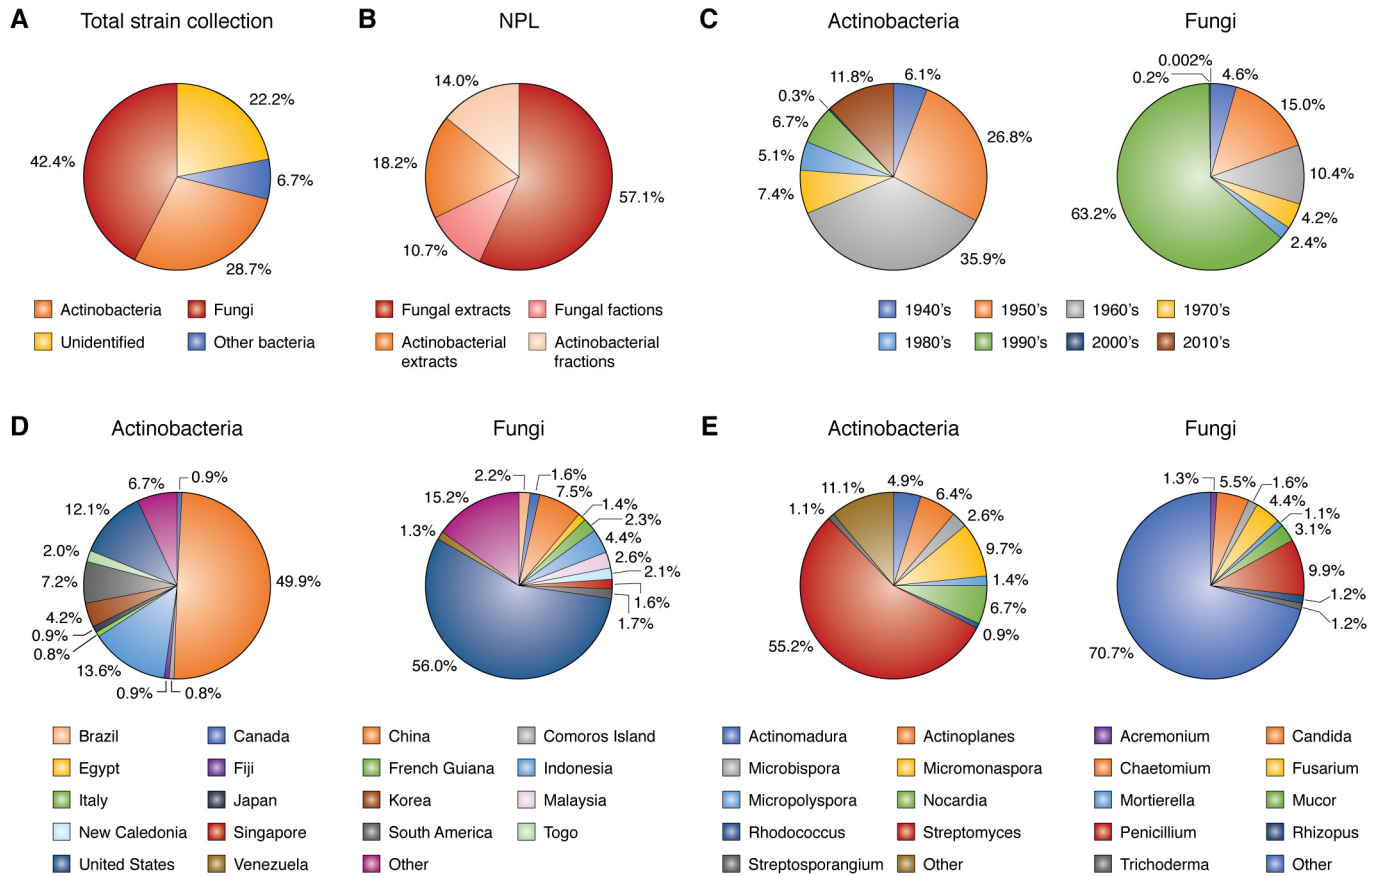 A Total strain collection
22.2%
6.7%
28.7%
42.4%
Actinobacteria Fungi
Unidentified Other bacteria
B NPL
14.0%
18.2%
10.7%
57.1%
Fungal extracts Fungal factions
Actinobacterial Actinobacterial
extracts fractions
C Actinobacteria Fungi
11.8% 6.1%
0.3%
6.7%
5.1%
7.4%
26.8%
35.9%
0.002%
0.2% 4.6%
15.0%
10.4%
4.2%
2.4%
63.2%
1940's 1950's 1960's 1970's
1980's 1990's 2000's 2010's
D Actinobacteria Fungi
6.7% 0.9%
12.1%
2.0%
7.2%
4.2%
0.9%
0.8%
13.6%
0.9% 0.8%
49.9%
2.2% 1.6%
15.2% 7.5%
1.3% 1.4%
2.3%
4.4%
2.6%
2.1%
1.6%
1.7%
56.0%
Brazil Canada China Comoros Island
Egypt Fiji French Guiana Indonesia
Italy Japan Korea Malaysia
New Caledonia Singapore South America Togo
United States Venezuela Other
E Actinobacteria Fungi
11.1% 4.9%
1.1% 6.4%
2.6%
9.7%
1.4%
6.7%
0.9%
55.2%
1.3% 5.5% 1.6%
4.4%
1.1%
3.1%
9.9%
1.2%
1.2%
70.7%
Actinomadura Actinoplanes Acremonium Candida
Microbispora Micromonaspora Chaetomium Fusarium
Micropolyspora Nocardia Mortierella Mucor
Rhodococcus Streptomyces Penicillium Rhizopus
Streptosporangium Other Trichoderma Other